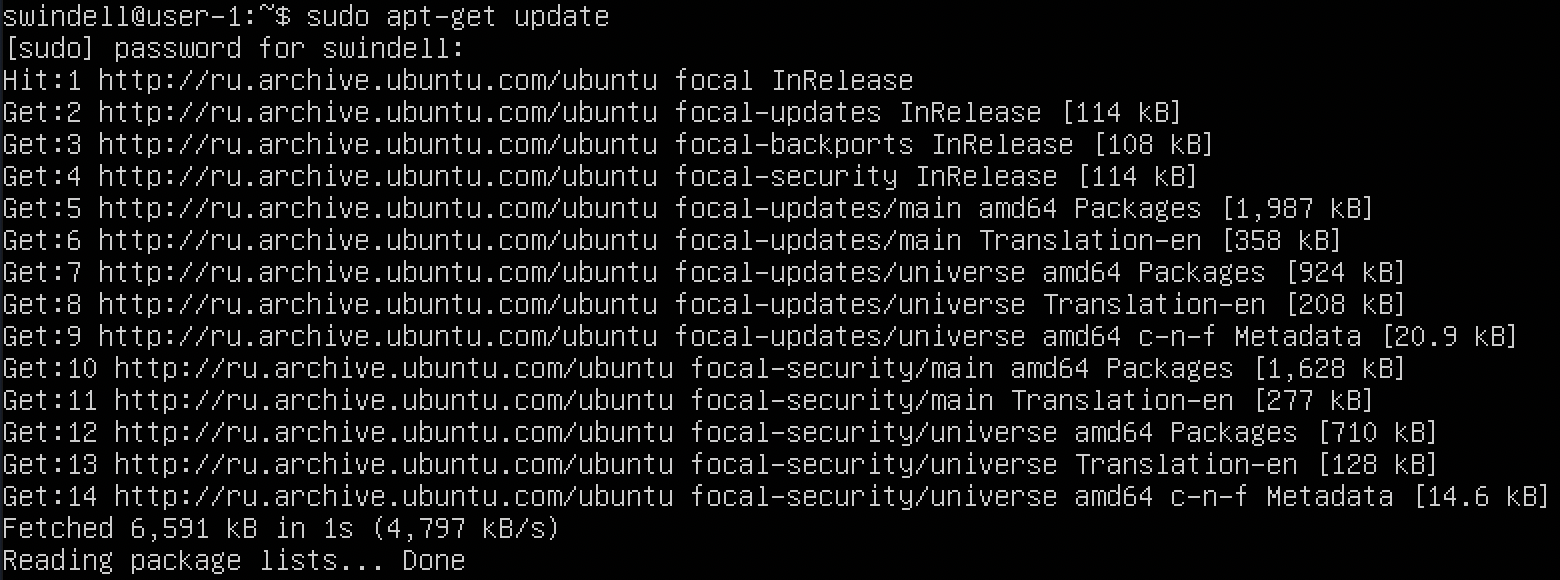 swindell@user-1:~$ sudo apt-get update
[sudo] password for swindell:
Hit:1 http://ru.archive.ubuntu.com/ubuntu focal InRelease
Get:2 http://ru.archive.ubuntu.com/ubuntu focal-updates InRelease [114 kB]
Get:3 http://ru.archive.ubuntu.com/ubuntu focal-backports InRelease [108 kB]
Get:4 http://ru.archive.ubuntu.com/ubuntu focal-security InRelease [114 kB]
Get:5 http://ru.archive.ubuntu.com/ubuntu focal-updates/main amd64 Packages [1,987 kB]
Get:6 http://ru.archive.ubuntu.com/ubuntu focal-updates/main Translation-en [358 kB]
Get:7 http://ru.archive.ubuntu.com/ubuntu focal-updates/universe amd64 Packages [924 kB]
Get:8 http://ru.archive.ubuntu.com/ubuntu focal-updates/universe Translation-en [208 kB]
Get:9 http://ru.archive.ubuntu.com/ubuntu focal-updates/universe amd64 c-n-f Metadata [20.9 kB]
Get:10 http://ru.archive.ubuntu.com/ubuntu focal-security/main amd64 Packages [1,628 kB]
Get:11 http://ru.archive.ubuntu.com/ubuntu focal-security/main Translation-en [277 kB]
Get:12 http://ru.archive.ubuntu.com/ubuntu focal-security/universe amd64 Packages [710 kB]
Get:13 http://ru.archive.ubuntu.com/ubuntu focal-security/universe Translation-en [128 kB]
Get:14 http://ru.archive.ubuntu.com/ubuntu focal-security/universe amd64 c-n-f Metadata [14.6 kB]
Fetched 6,591 kB in 1s (4,797 kB/s)
Reading package lists... Done